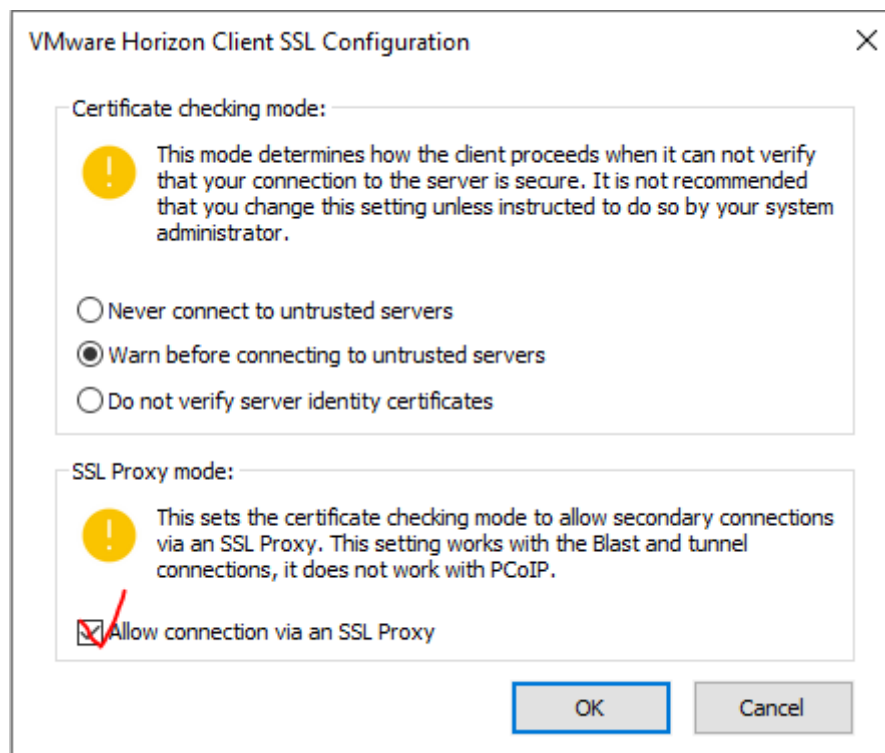 VMware Horizon Client SSL Configuration
Certificate checking mode:
This mode determines how the client proceeds when it can not verify
that your connection to the server is secure. It is not recommended
that you change this setting unless instructed to do so by your system
administrator.
Never connect to untrusted servers
Warn before connecting to untrusted servers
Do not verify server identity certificates
SSL Proxy mode:
This sets the certificate checking mode to allow secondary connections
via an SSL Proxy. This setting works with the Blast and tunnel
connections, it does not work with PCoIP.
Allow connection via an SSL Proxy
OK
Cancel